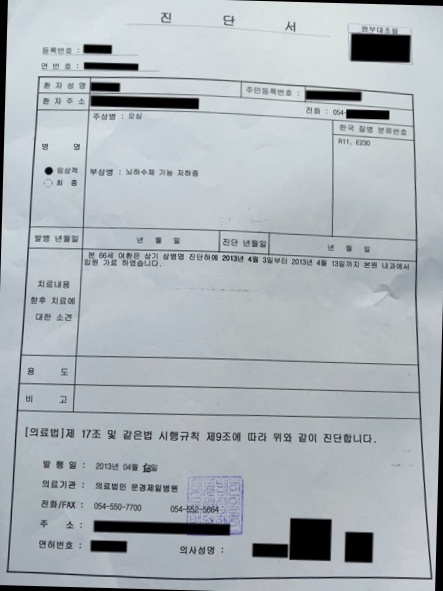 진 단 서
원부대조필
등록번호 :
연 번 호 :
환 자 성 명
주민등록번호 :
환 자 주 소
전화 : 054-
병 명
주상병 : 오심
한국 질병 분류번호
R11, E230
● 임상적
○ 최 종
부상병 : 뇌하수체 기능 저하증
발병 년월일
년 월 일
진단 년월일
년 월 일
치료내용
향후 치료에
대한 소견
본 66세 여환은 상기 상병명 진단하에 2013년 4월 3일부터 2013년 4월 13일까지 본원 내과에서
입원 가료 하였습니다.
용 도
비 고
[의료법]제 17조 및 같은법 시행규칙 제9조에 따라 위와 같이 진단합니다.
발 행 일 : 2013년 04월 일
의료기관 : 의료법인 문경제일병원
전화/FAX : 054-550-7700 054-552-5664
주 소 :
면허번호 :
의사성명 :